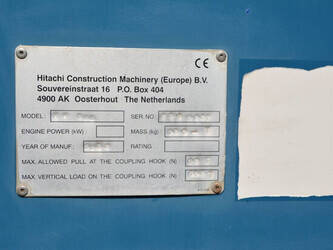 CE
Hitachi Construction Machinery (Europe) B.V.
Souvereinstraat 16 P.O. Box 404
4900 AK Oosterhout The Netherlands
MODEL: SER. NO
ENGINE POWER (kW) MASS (kg)
YEAR OF MANUF. RATING
MAX. ALLOWED PULL AT THE COUPLING HOOK (N)
MAX VERTICAL LOAD ON THE COUPLING HOOK (N)